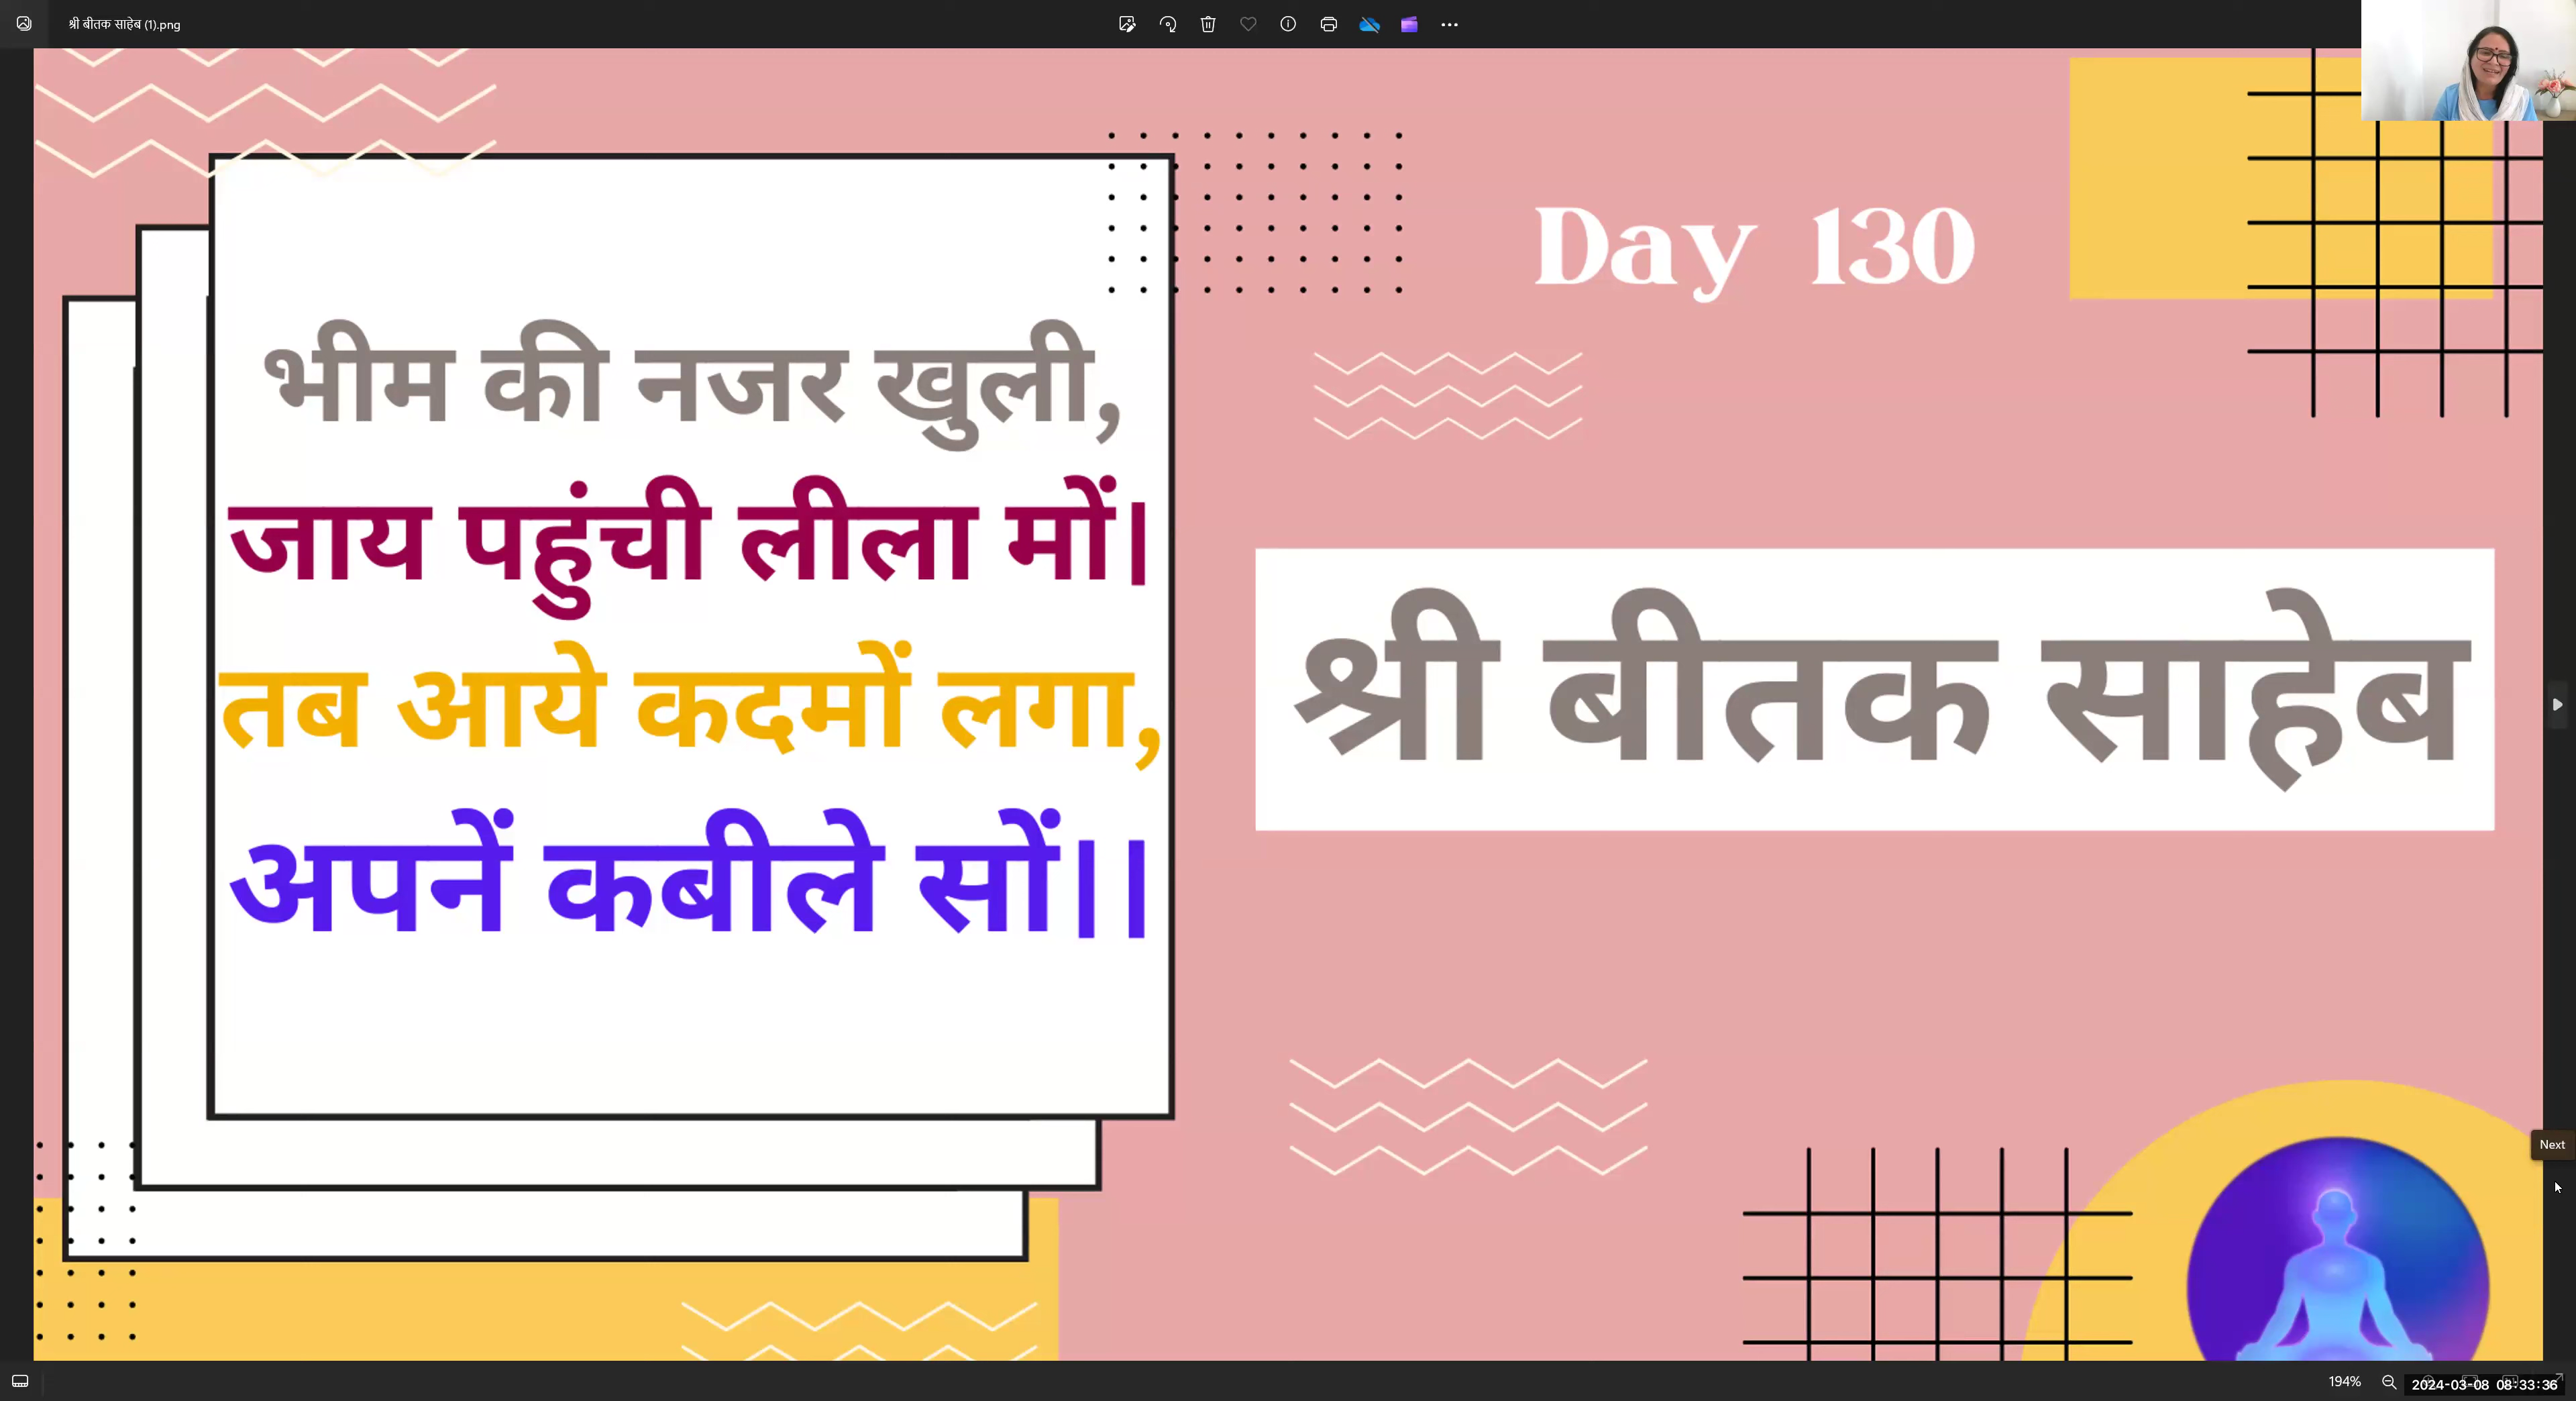 श्री बीतक साहेब (1).png
Day 130
भीम की नजर खुली,
जाय पहुंची लीला मों|
तब आये कदमों लगा,
अपनें कबीले सों||
श्री बीतक साहेब
Next
194%
2024-03-08 08:33:36